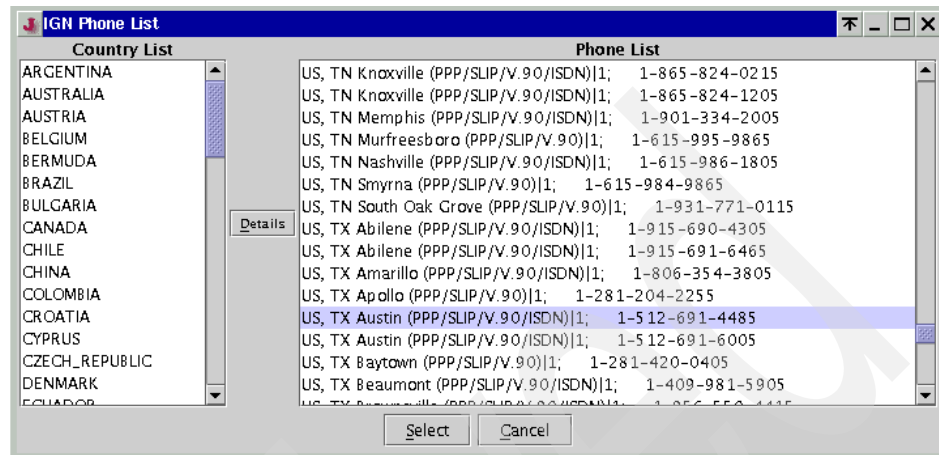 IGN Phone List
Country List
Phone List
ARGENTINA
AUSTRALIA
AUSTRIA
BELGIUM
BERMUDA
BRAZIL
BULGARIA
CANADA
CHILE
CHINA
COLOMBIA
CROATIA
CYPRUS
CZECH_REPUBLIC
DENMARK
ECUADOR
Details
US, TN Knoxville (PPP/SLIP/V.90/ISDN)|1; 1-865-824-0215
US, TN Knoxville (PPP/SLIP/V.90/ISDN)|1; 1-865-824-1205
US, TN Memphis (PPP/SLIP/V.90/ISDN)|1; 1-901-334-2005
US, TN Murfreesboro (PPP/SLIP/V.90)|1; 1-615-995-9865
US, TN Nashville (PPP/SLIP/V.90/ISDN)|1; 1-615-986-1805
US, TN Smyrna (PPP/SLIP/V.90)|1; 1-615-984-9865
US, TN South Oak Grove (PPP/SLIP/V.90)|1; 1-931-771-0115
US, TX Abilene (PPP/SLIP/V.90/ISDN)|1; 1-915-690-4305
US, TX Abilene (PPP/SLIP/V.90/ISDN)|1; 1-915-691-6465
US, TX Amarillo (PPP/SLIP/V.90/ISDN)|1; 1-806-354-3805
US, TX Apollo (PPP/SLIP/V.90)|1; 1-281-204-2255
US, TX Austin (PPP/SLIP/V.90/ISDN)|1; 1-512-691-4485
US, TX Austin (PPP/SLIP/V.90/ISDN)|1; 1-512-691-6005
US, TX Baytown (PPP/SLIP/V.90)|1; 1-281-420-0405
US, TX Beaumont (PPP/SLIP/V.90/ISDN)|1; 1-409-981-5905
US, TX Brownsville (PPP/SLIP/V.90/ISDN)|1;
Select
Cancel